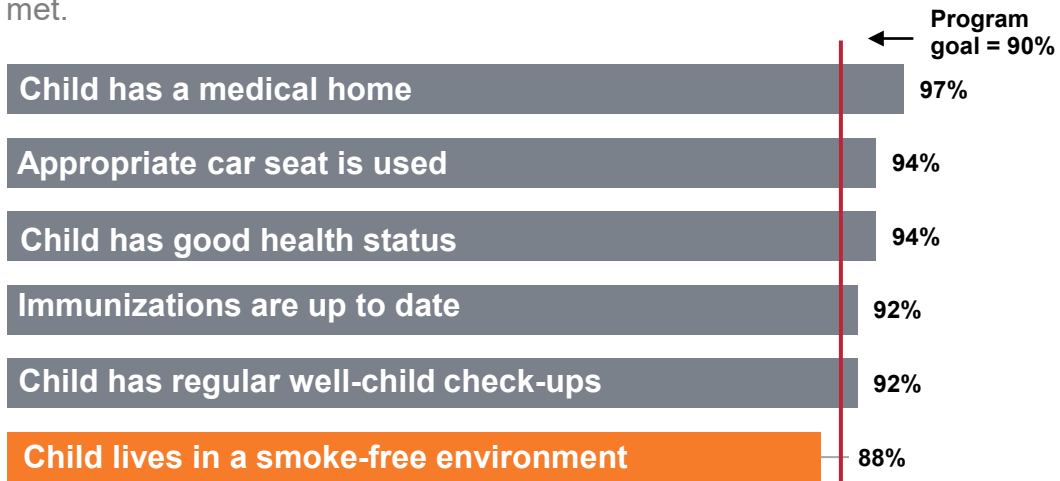 met.
Program
goal = 90%
Child has a medical home 97%
Appropriate car seat is used 94%
Child has good health status 94%
Immunizations are up to date 92%
Child has regular well-child check-ups 92%
Child lives in a smoke-free environment 88%